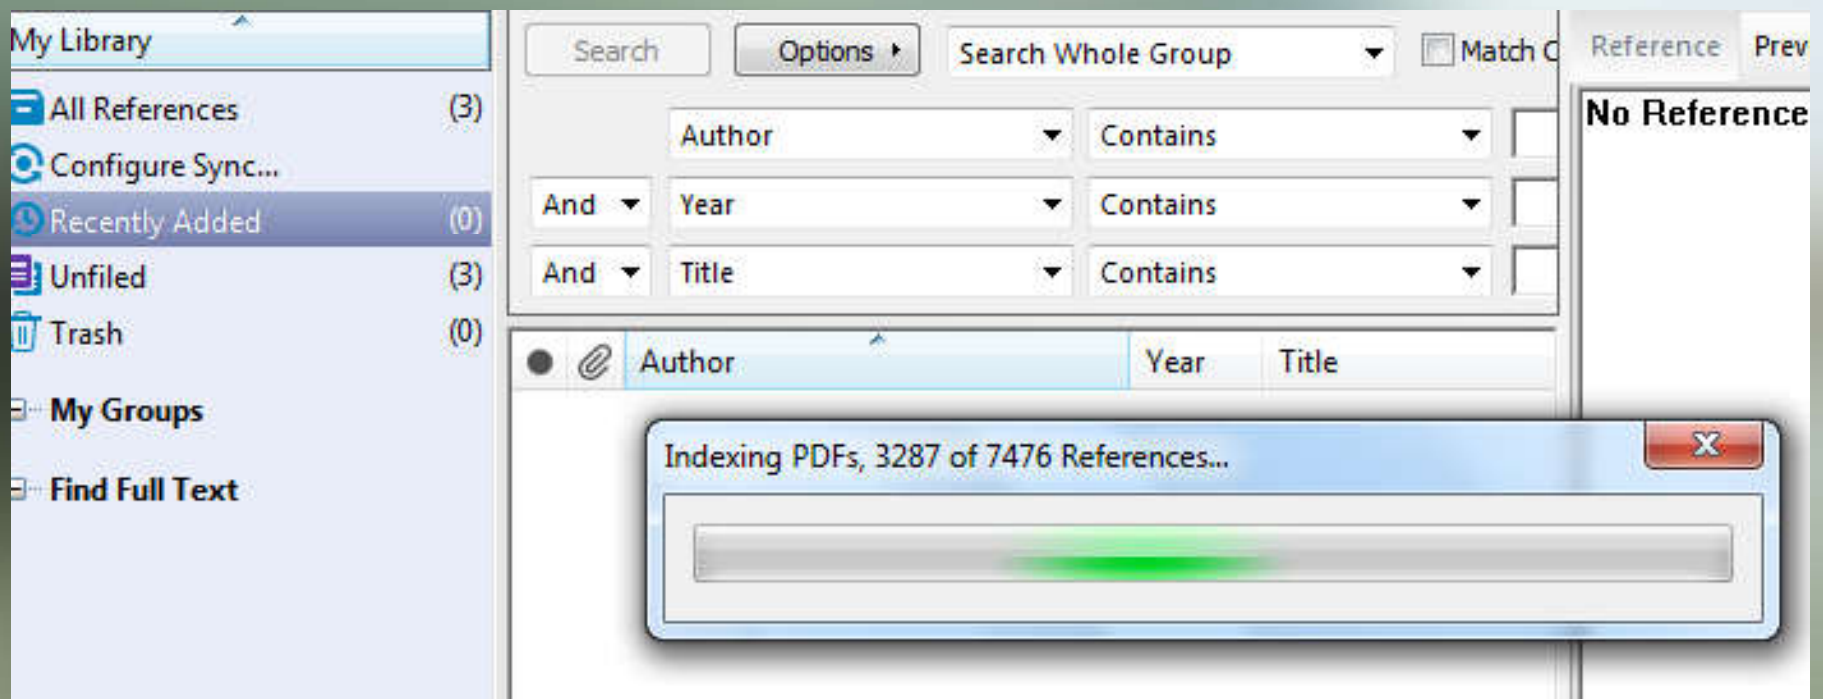 My Library
All References (3)
Configure Sync...
Recently Added (0)
Unfiled (3)
Trash (0)
My Groups
Find Full Text
Search Options Search Whole Group Match C
Author Contains
And Year Contains
And Title Contains
Author Year Title
Indexing PDFs, 3287 of 7476 References...
Reference Prev
No Reference